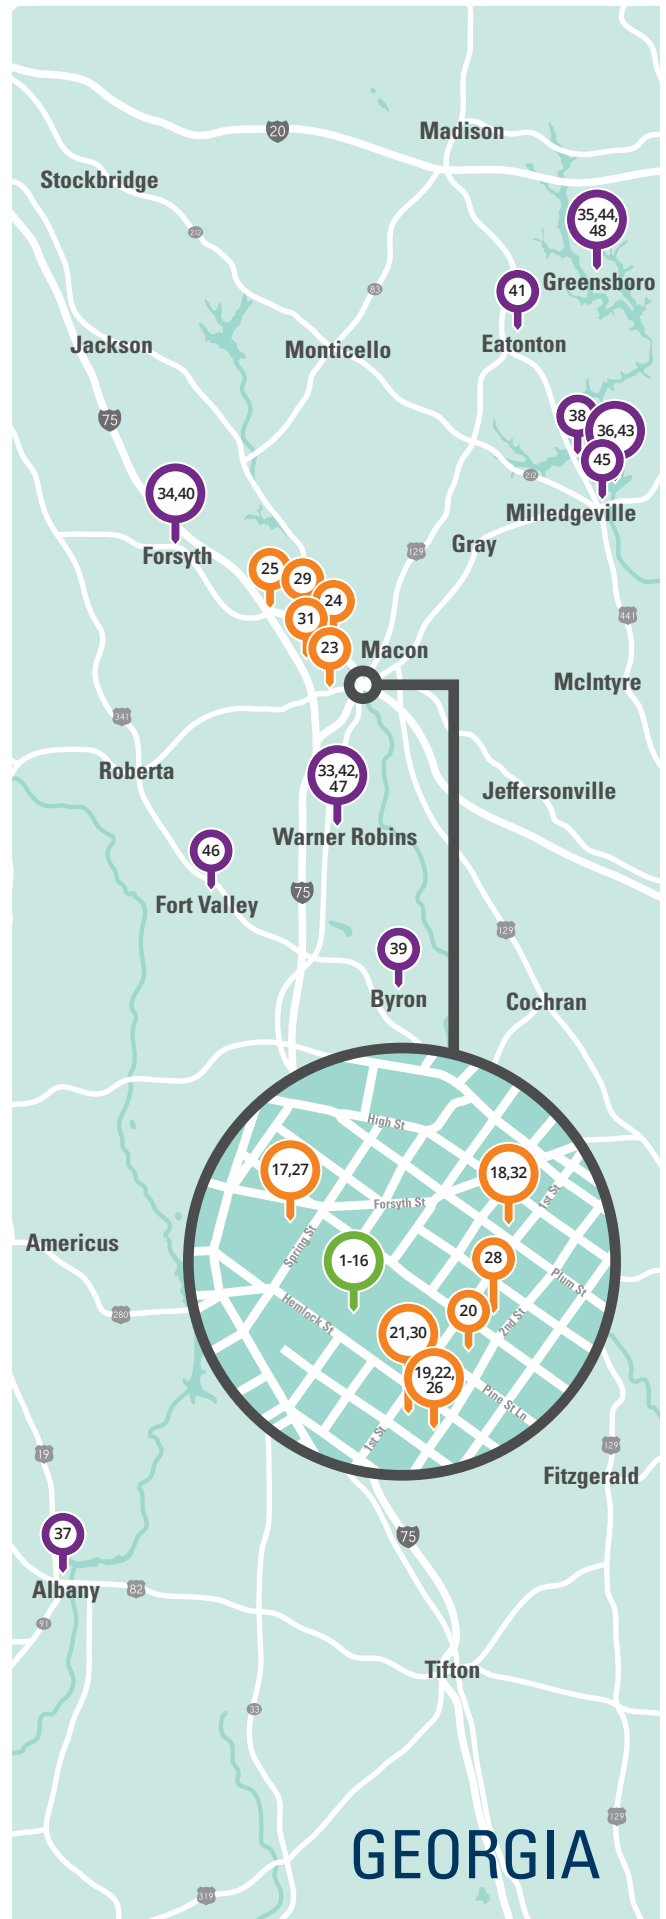 20
Madison
Stockbridge
35,44,
48
212
Greensboro
83
41
Jackson
Monticello
Eatonton
75
38
36,43
45
212
34,40
Milledgeville
Forsyth
129
Gray
25
29
24
31
441
23
Macon
McIntyre
341
Roberta
33,42,
47
Jeffersonville
Warner Robins
46
75
Fort Valley
129
39
Byron
Cochran
High St
17,27
18,32
Forsyth St
1st St
Americus
Spring St
1-16
28
Plum St
280
Hemlock St
20
2nd St
21,30
19,22,
26
Pine St Ln
1st St
19
129
Fitzgerald
37
75
Albany
82
91
Tifton
33
129
GEORGIA
319